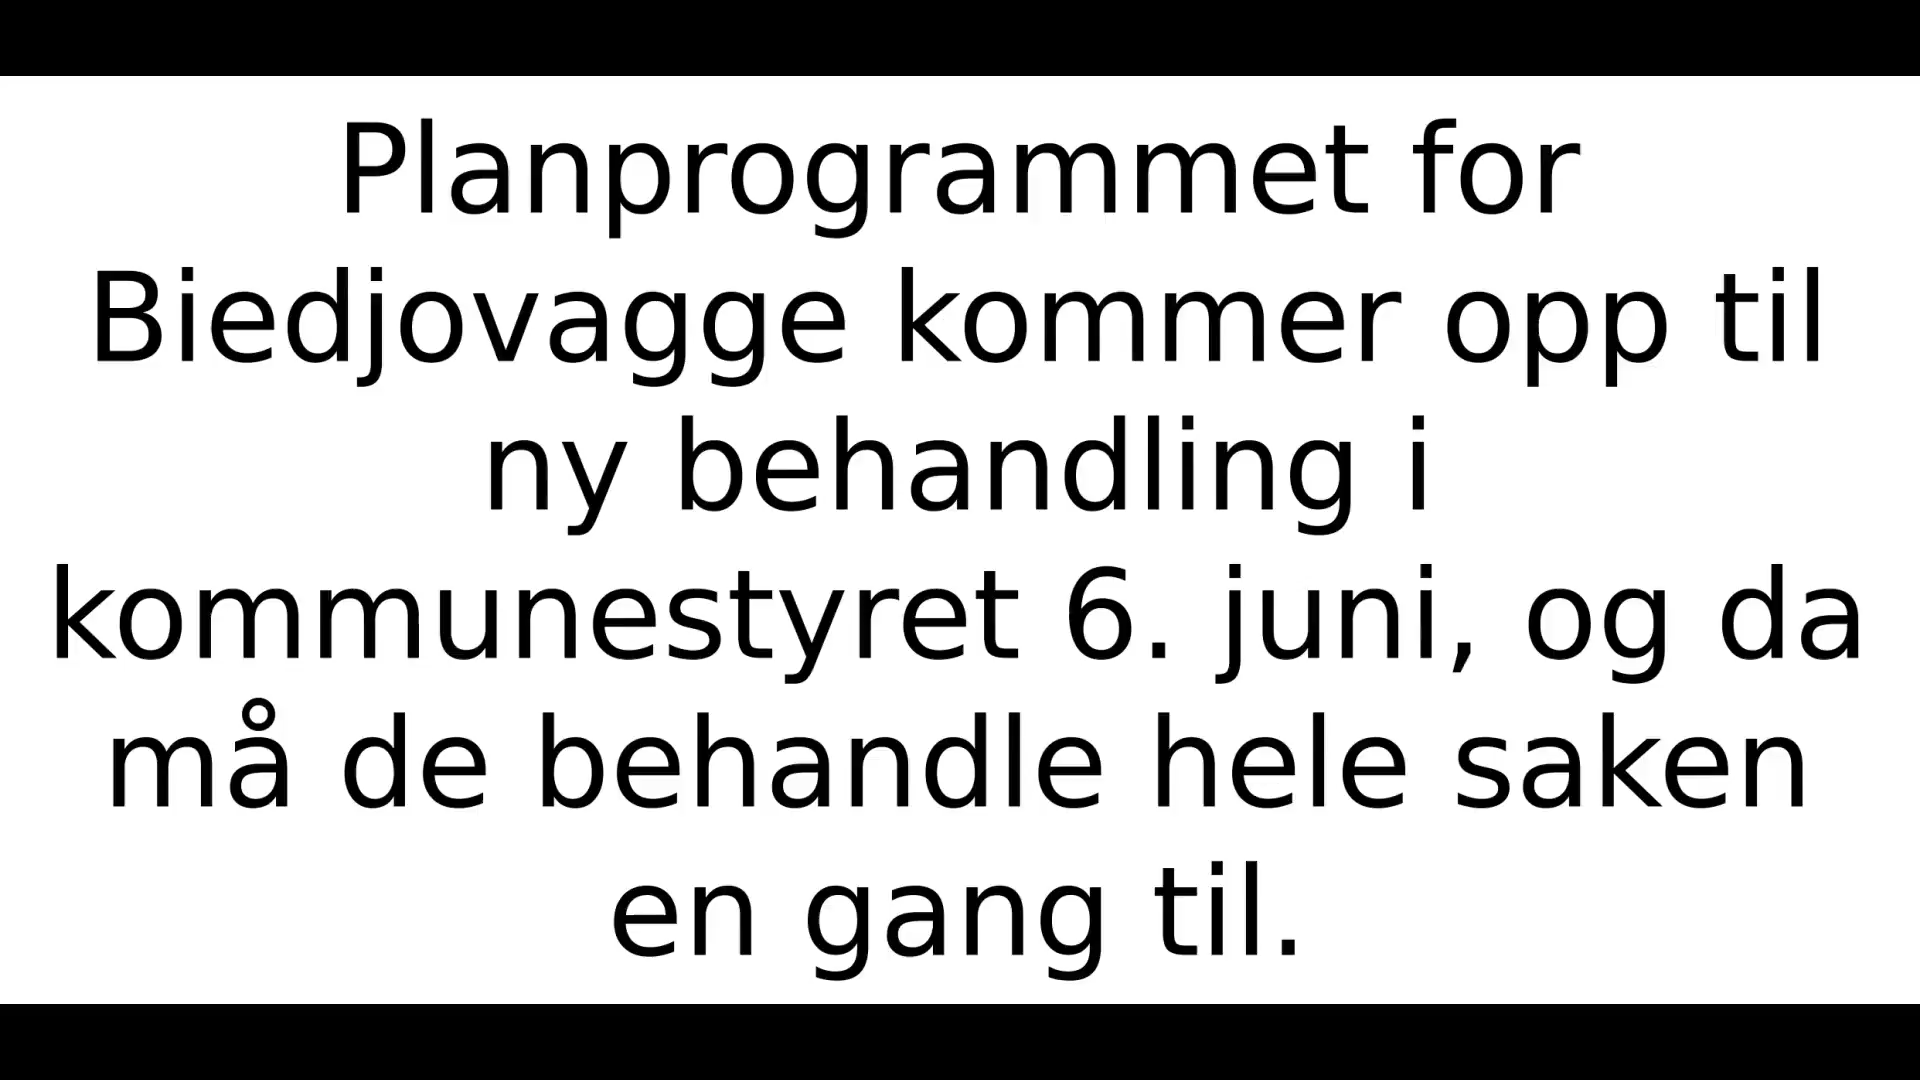 Planprogrammet for
Biedjovagge kommer opp til
ny behandling i
kommunestyret 6. juni, og da
må de behandle hele saken
en gang til.